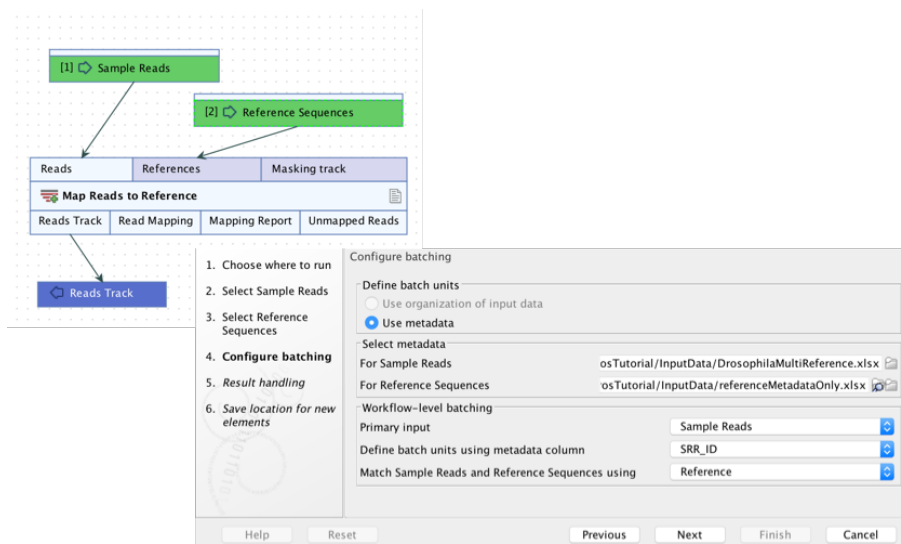 [1] Sample Reads
[2] Reference Sequences
Reads References Masking track
Map Reads to Reference
Reads Track Read Mapping Mapping Report Unmapped Reads
Reads Track
1. Choose where to run
2. Select Sample Reads
3. Select Reference
Sequences
4. Configure batching
5. Result handling
6. Save location for new
elements
Configure batching
Define batch units
Use organization of input data
Use metadata
Select metadata
For Sample Reads osTutorial/InputData/DrosophilaMultiReference.xlsx
For Reference Sequences osTutorial/InputData/referenceMetadataOnly.xlsx
Workflow-level batching
Primary input Sample Reads
Define batch units using metadata column SRR_ID
Match Sample Reads and Reference Sequences using Reference
Help Reset Previous Next Finish Cancel